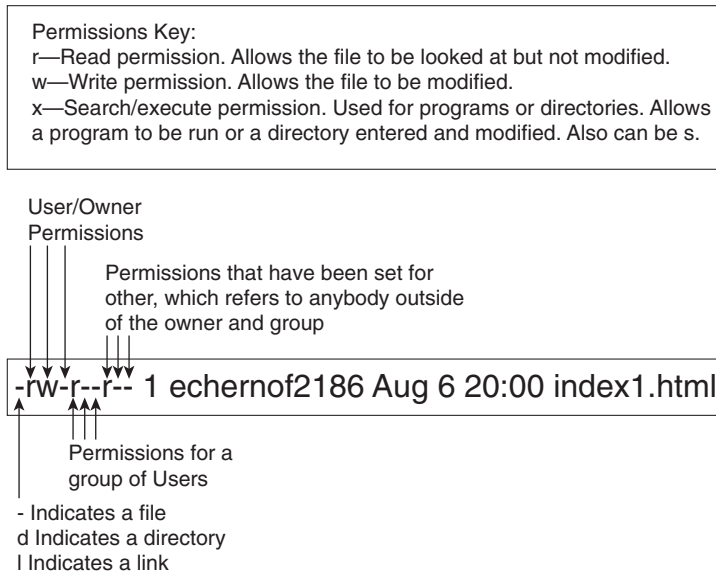 Permissions Key:
r—Read permission. Allows the file to be looked at but not modified.
w—Write permission. Allows the file to be modified.
x—Search/execute permission. Used for programs or directories. Allows
a program to be run or a directory entered and modified. Also can be s.
User/Owner
Permissions
Permissions that have been set for
other, which refers to anybody outside
of the owner and group
-rw-r--r-- 1 echernof2186 Aug 6 20:00 index1.html
Permissions for a
group of Users
- Indicates a file
d Indicates a directory
l Indicates a link